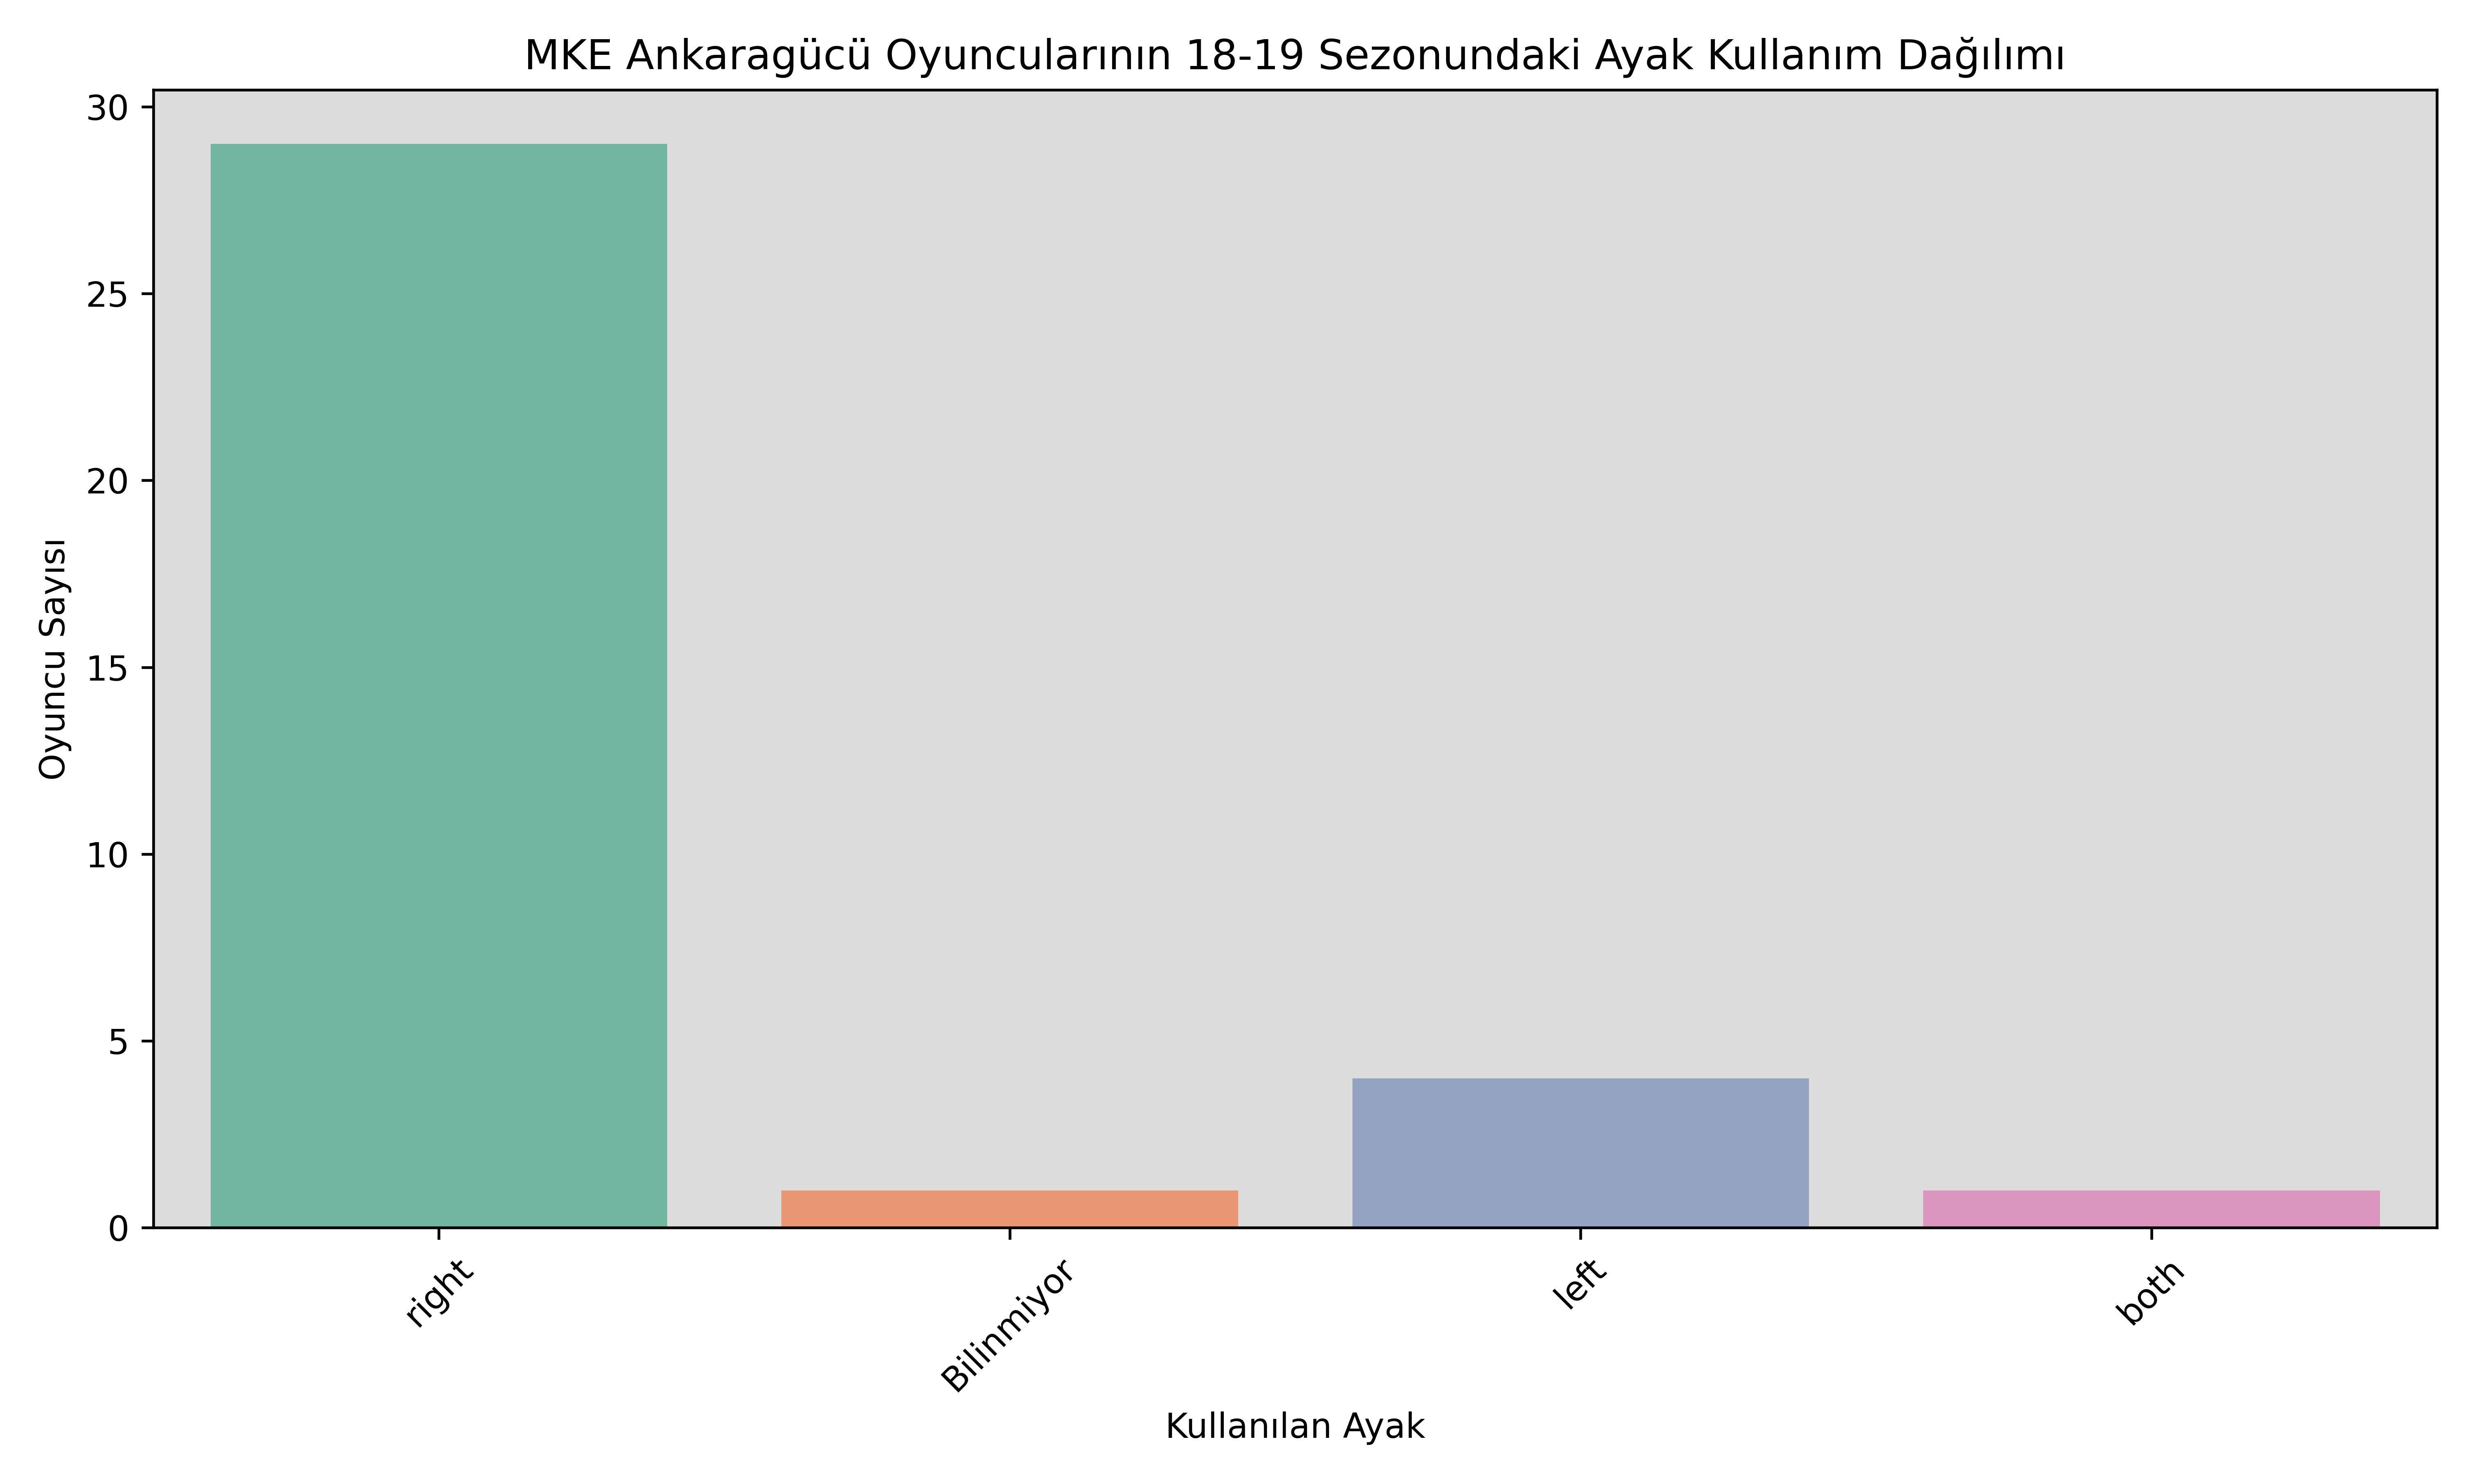 MKE Ankaragücü Oyuncularının 18-19 Sezonundaki Ayak Kullanım Dağılımı
Oyuncu Sayısı
30
25
20
15
10
5
0
right
Bilinmiyor
left
both
Kullanılan Ayak